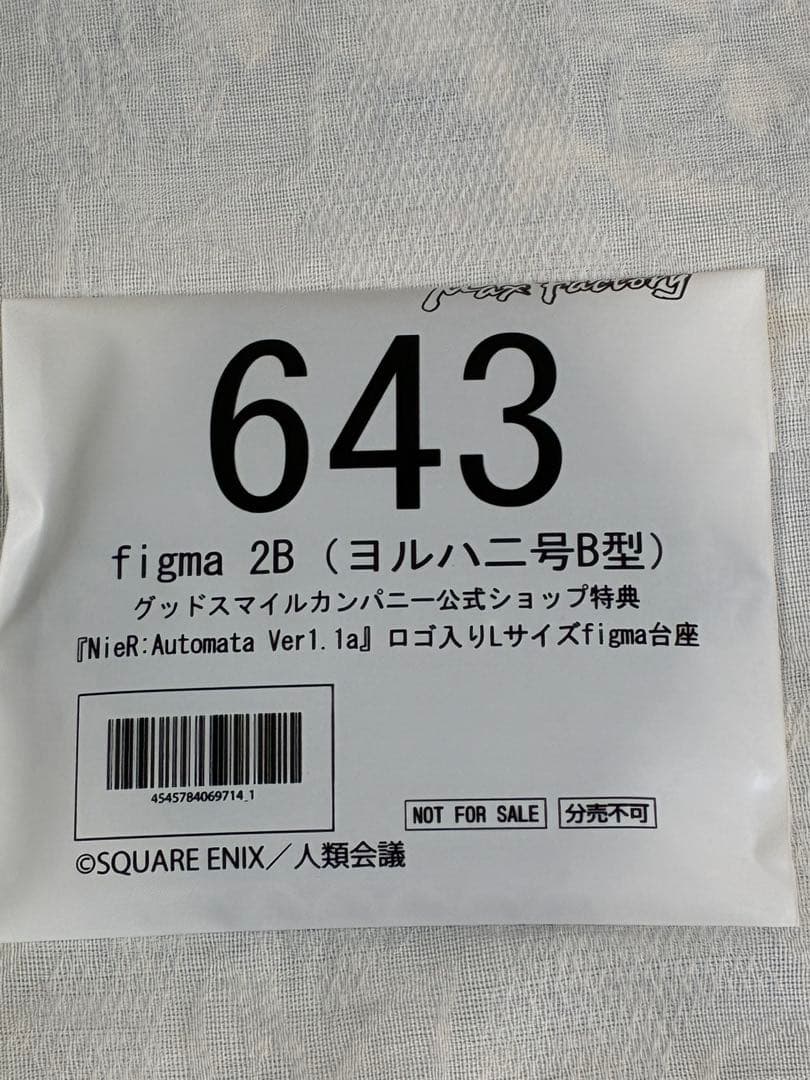 Max Factory
643
figma 2B（ヨルハ二号B型）
グッドスマイルカンパニー公式ショップ特典
『NieR:Automata Ver1.1a』ロゴ入りLサイズfigma台座
4545784069714_1
NOT FOR SALE 分売不可
©SQUARE ENIX／人類会議